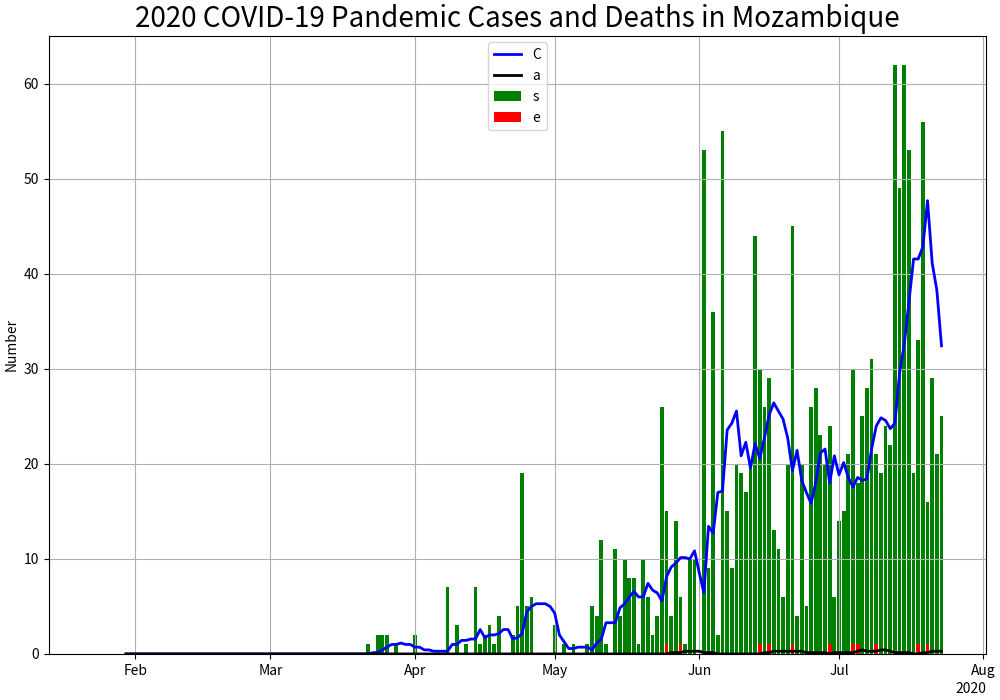 2020 COVID-19 Pandemic Cases and Deaths in Mozambique
C
a
s
e
Number
60
50
40
30
20
10
0
Feb
Mar
Apr
May
Jun
Jul
Aug
2020